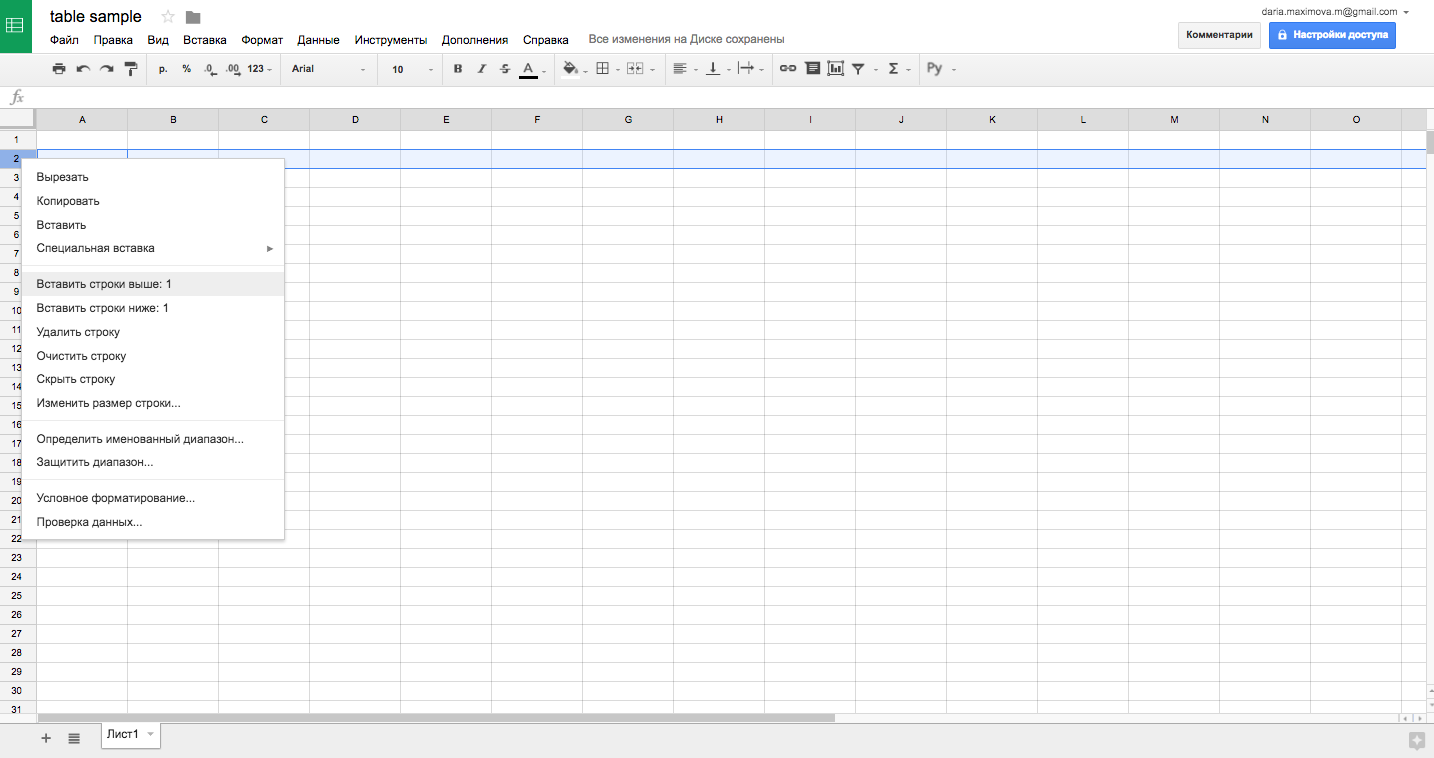 table sample
daria.maximova.m@gmail.com
Файл Правка Вид Вставка Формат Данные Инструменты Дополнения Справка Все изменения на Диске сохранены
Комментарии Настройки доступа
р. % .0 .00 123 Arial 10 B I S A Σ Ру
fx
A B C D E F G H I J K L M N O
1
2
3
Вырезать
4
Копировать
5
Вставить
6
7
Специальная вставка
8
9
Вставить строки выше: 1
10
Вставить строки ниже: 1
11
Удалить строку
12
Очистить строку
13
Скрыть строку
14
15
Изменить размер строки...
16
17
Определить именованный диапазон...
18
Защитить диапазон...
19
20
Условное форматирование...
21
Проверка данных...
22
23
24
25
26
27
28
29
30
31
Лист1